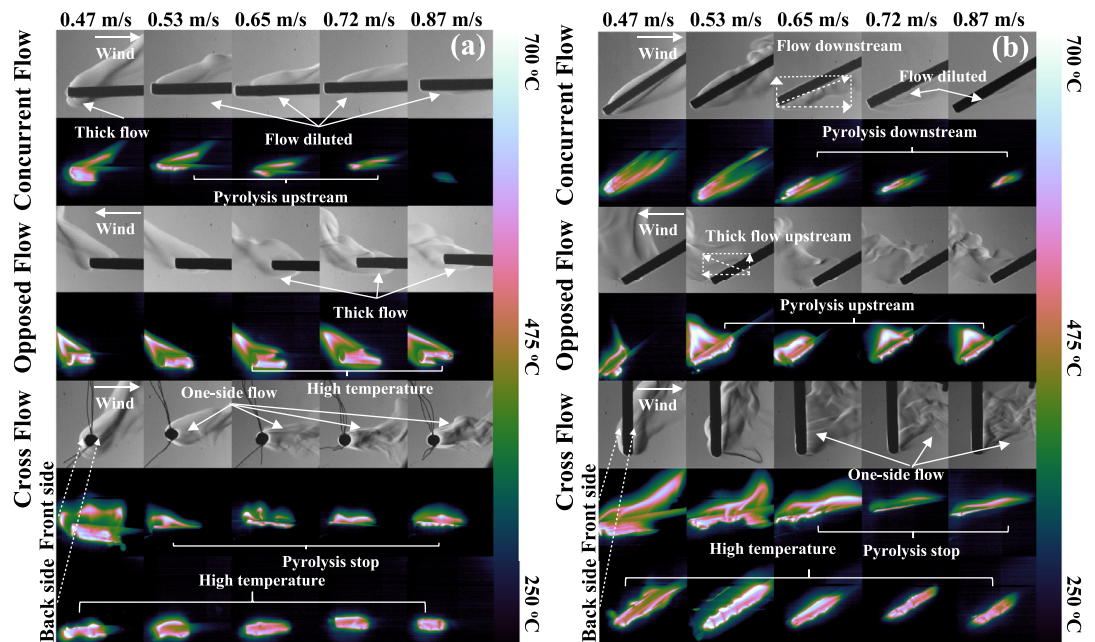 0.47 m/s 0.53 m/s 0.65 m/s 0.72 m/s 0.87 m/s
(a)
Wind
Concurrent Flow
Thick flow
Flow diluted
Pyrolysis upstream
Wind
Opposed Flow
Thick flow
High temperature
One-side flow
Wind
Cross Flow
Front side
Pyrolysis stop
Back side
High temperature
700 °C
475 °C
250 °C
0.47 m/s 0.53 m/s 0.65 m/s 0.72 m/s 0.87 m/s
(b)
Wind
Flow downstream
Flow diluted
Concurrent Flow
Pyrolysis downstream
Wind
Thick flow upstream
Opposed Flow
Pyrolysis upstream
Wind
Cross Flow
One-side flow
Front side
Pyrolysis stop
High temperature
Back side
700 °C
475 °C
250 °C